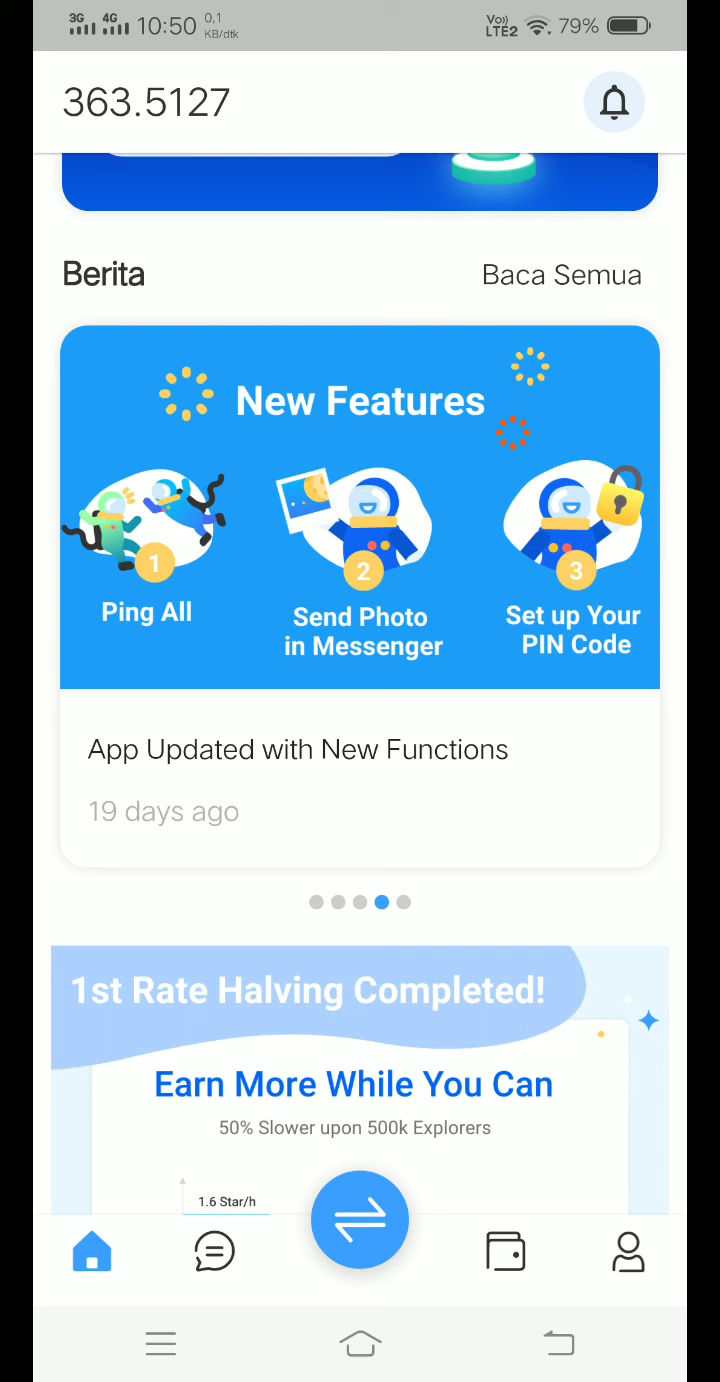 3G 4G 10:50 0,1 KB/dtk Vo)) LTE2 79%
363.5127
Berita Baca Semua
New Features
1 2 3
Ping All
Send Photo
in Messenger
Set up Your
PIN Code
App Updated with New Functions
19 days ago
1st Rate Halving Completed!
Earn More While You Can
50% Slower upon 500k Explorers
1.6 Star/h